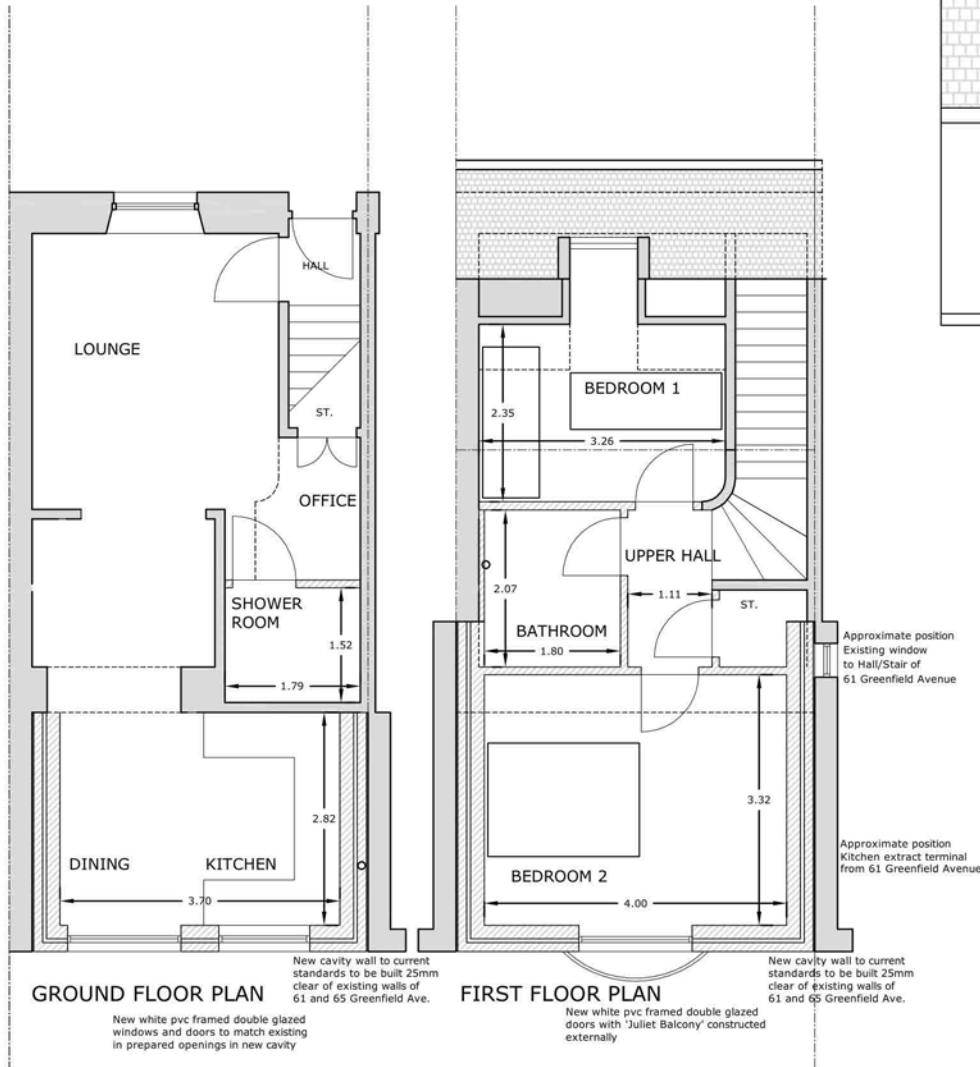 HALL
LOUNGE
ST.
OFFICE
SHOWER
ROOM
1.52
1.79
2.82
DINING
KITCHEN
3.70
New cavity wall to current
standards to be built 25mm
clear of existing walls of
61 and 65 Greenfield Ave.
GROUND FLOOR PLAN
New white pvc framed double glazed
windows and doors to match existing
in prepared openings in new cavity
BEDROOM 1
2.35
3.26
UPPER HALL
2.07
1.11
ST.
BATHROOM
1.80
Approximate position
Existing window
to Hall/Stair of
61 Greenfield Avenue
3.32
Approximate position
Kitchen extract terminal
from 61 Greenfield Avenue
BEDROOM 2
4.00
New cavity wall to current
standards to be built 25mm
clear of existing walls of
61 and 65 Greenfield Ave.
FIRST FLOOR PLAN
New white pvc framed double glazed
doors with 'Juliet Balcony' constructed
externally